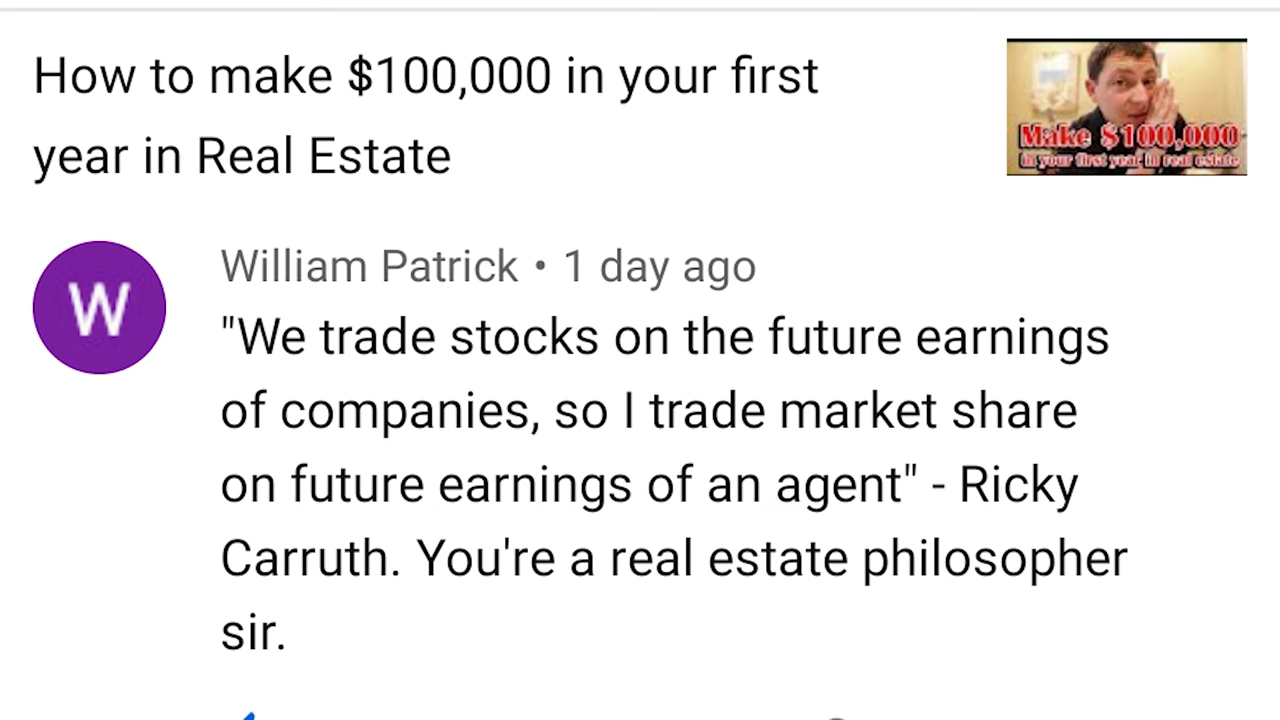 How to make $100,000 in your first
year in Real Estate
Make $100,000
in your first year in real estate
W
William Patrick • 1 day ago
"We trade stocks on the future earnings
of companies, so I trade market share
on future earnings of an agent" - Ricky
Carruth. You're a real estate philosopher
sir.